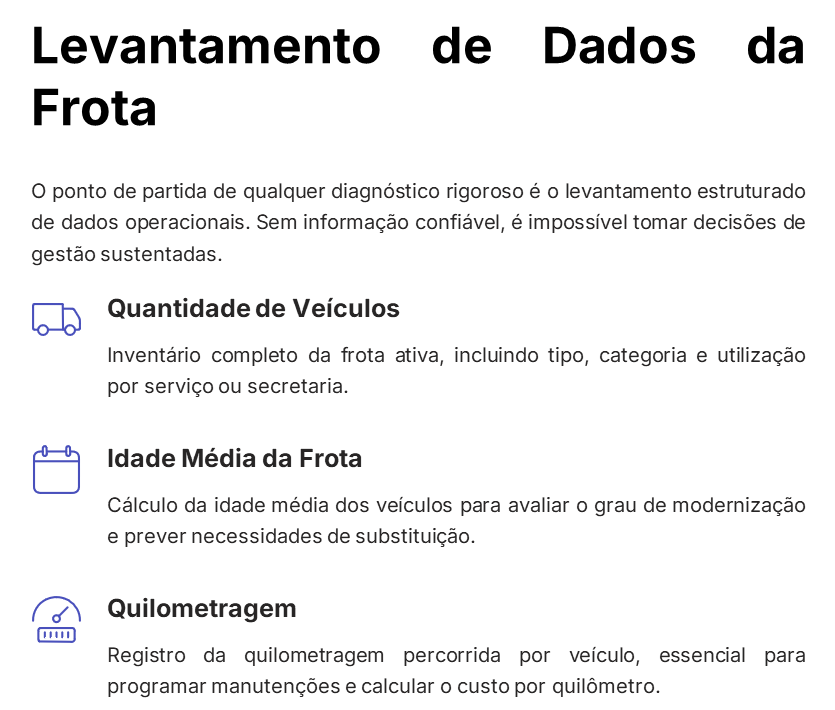 Levantamento de Dados da
Frota
O ponto de partida de qualquer diagnóstico rigoroso é o levantamento estruturado
de dados operacionais. Sem informação confiável, é impossível tomar decisões de
gestão sustentadas.
Quantidade de Veículos
Inventário completo da frota ativa, incluindo tipo, categoria e utilização
por serviço ou secretaria.
Idade Média da Frota
Cálculo da idade média dos veículos para avaliar o grau de modernização
e prever necessidades de substituição.
Quilometragem
Registro da quilometragem percorrida por veículo, essencial para
programar manutenções e calcular o custo por quilômetro.